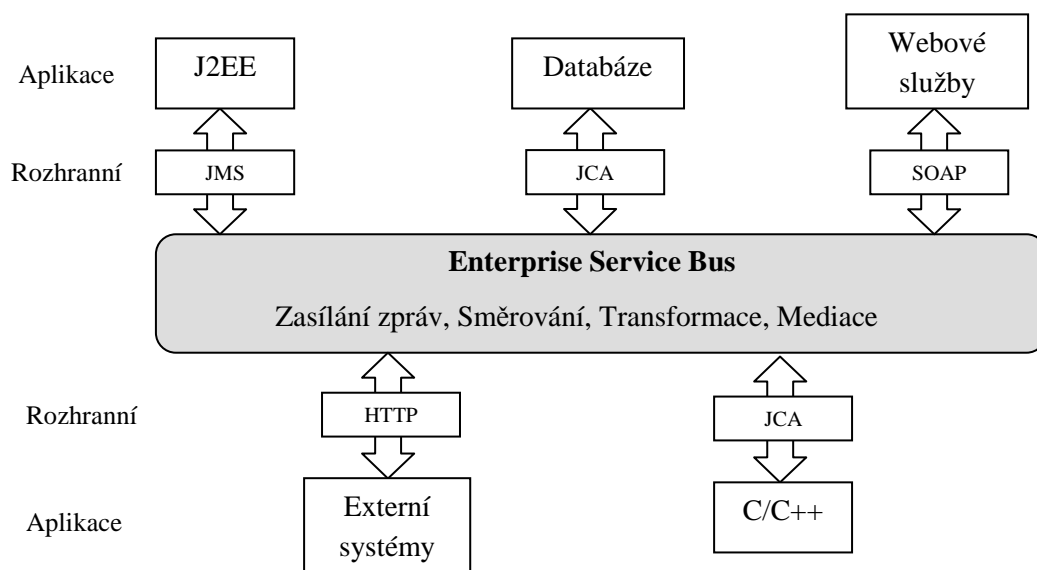 Aplikace
J2EE
Databáze
Webové
služby
Rozhranní
JMS
JCA
SOAP
Enterprise Service Bus
Zasílání zpráv, Směrování, Transformace, Mediace
Rozhranní
HTTP
JCA
Aplikace
Externí
systémy
C/C++